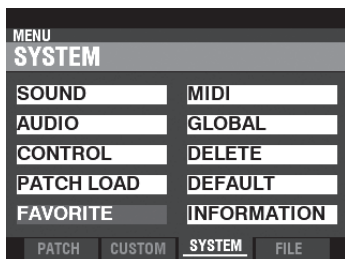 MENU
SYSTEM
SOUND MIDI
AUDIO GLOBAL
CONTROL DELETE
PATCH LOAD DEFAULT
FAVORITE INFORMATION
PATCH CUSTOM SYSTEM FILE